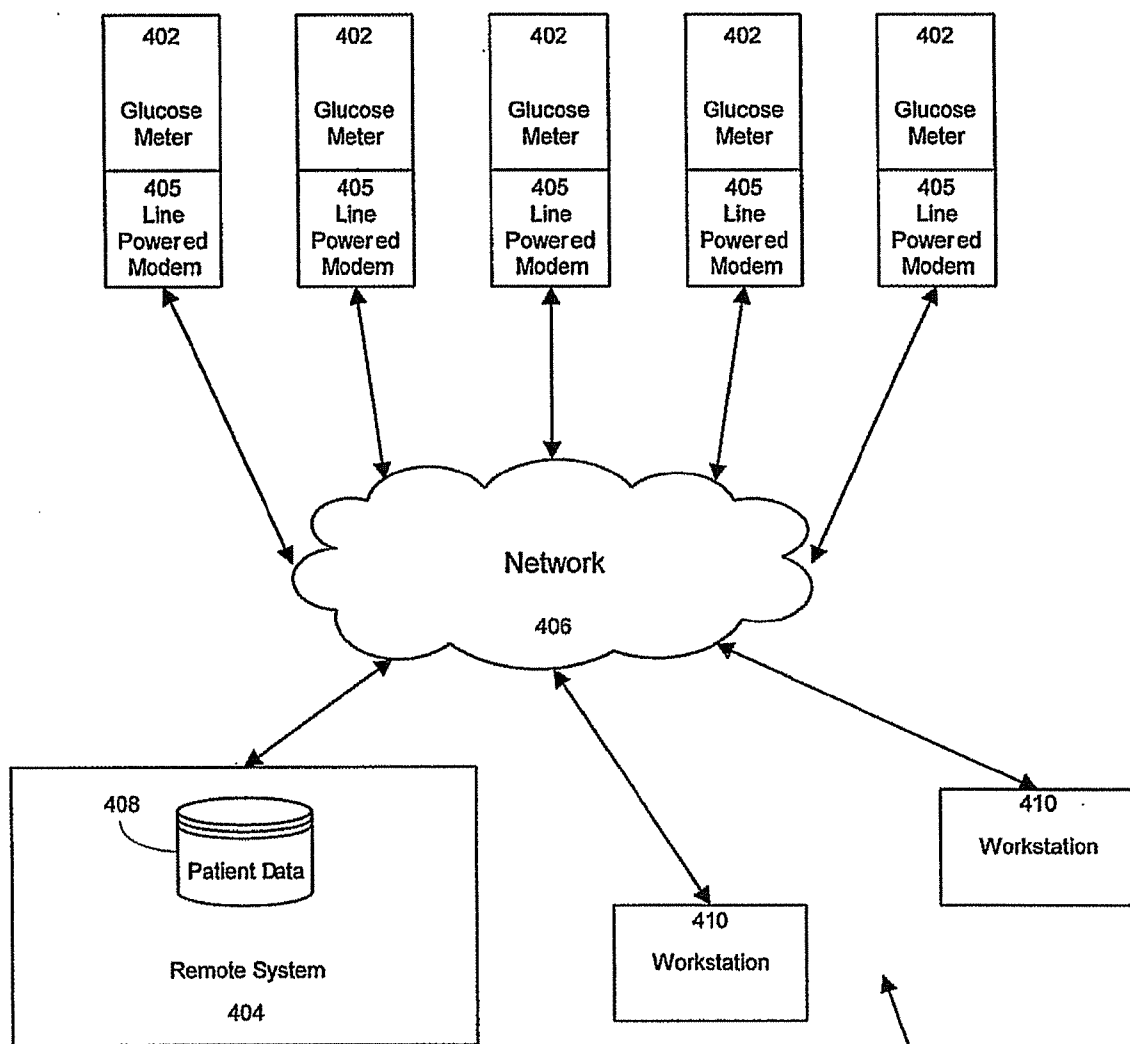 402
Glucose
Meter
405
Line
Powered
Modem
402
Glucose
Meter
405
Line
Powered
Modem
402
Glucose
Meter
405
Line
Powered
Modem
402
Glucose
Meter
405
Line
Powered
Modem
402
Glucose
Meter
405
Line
Powered
Modem
Network
406
408
Patient Data
Remote System
404
410
Workstation
410
Workstation